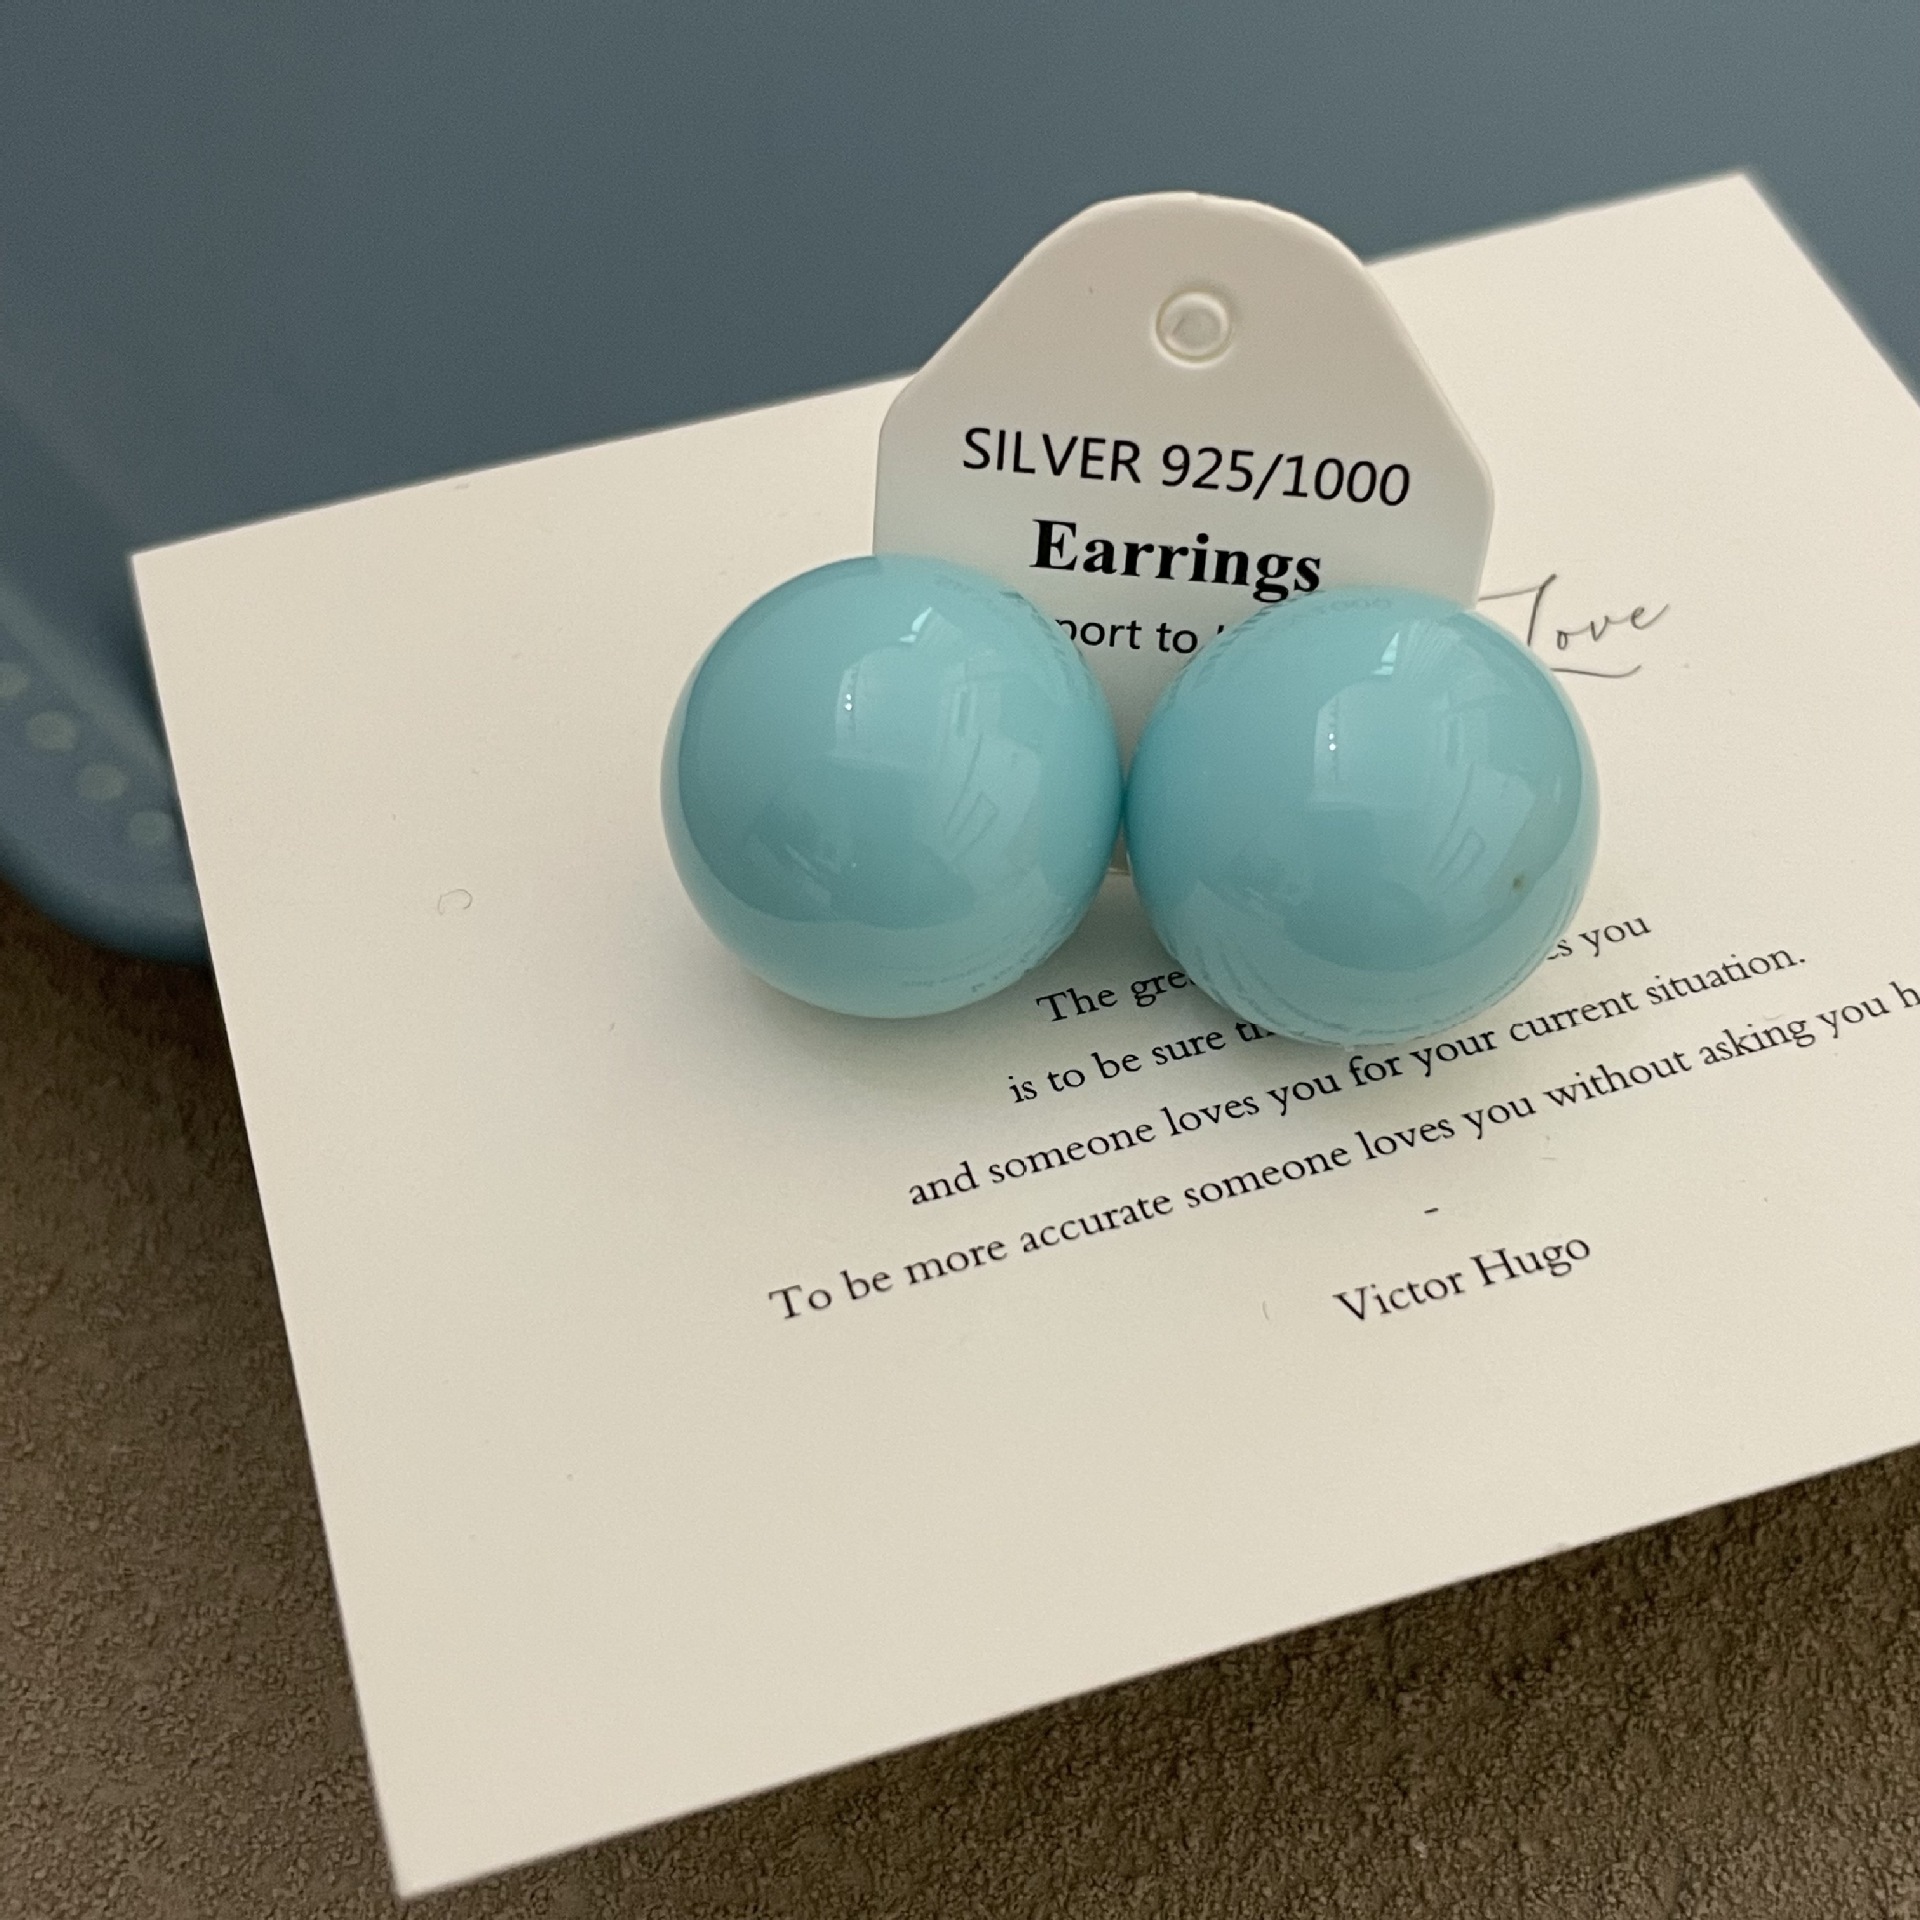 SILVER 925/1000
Earrings
port to
Love
The gre
s you
is to be sure th
and someone loves you for your current situation.
To be more accurate someone loves you without asking you h
-
Victor Hugo